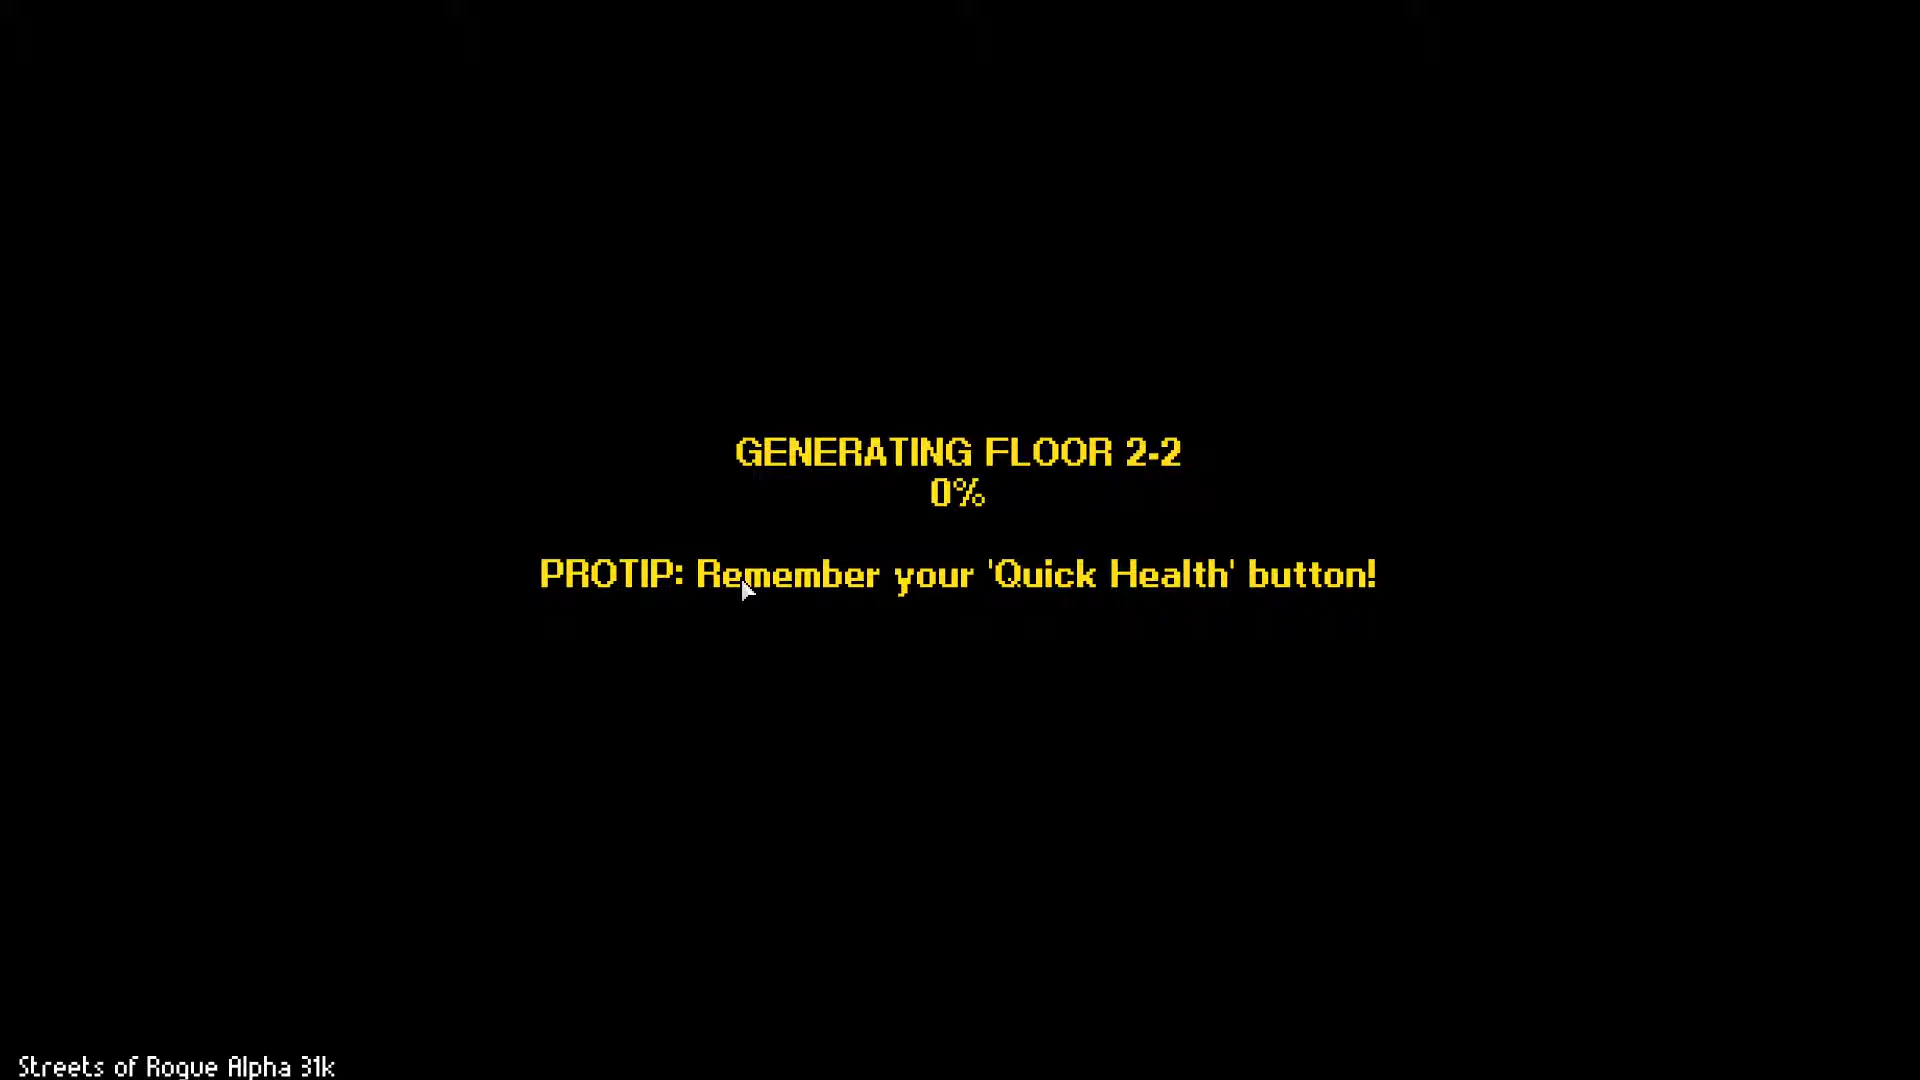 GENERATING FLOOR 2-2
0%
PROTIP: Remember your 'Quick Health' button!
Streets of Rogue Alpha 31k